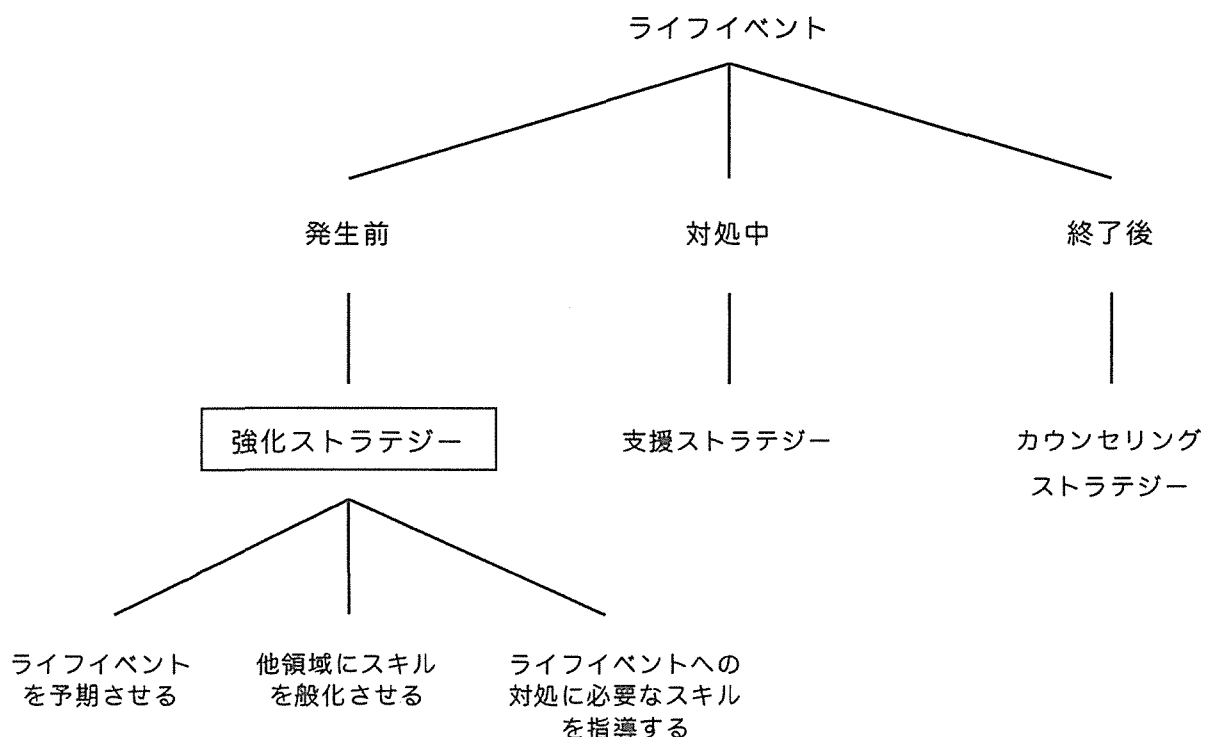 ライフイベント
発生前
対処中
終了後
強化ストラテジー
支援ストラテジー
カウンセリング
ストラテジー
ライフイベント
を予期させる
他領域にスキル
を般化させる
ライフイベントへの
対処に必要なスキル
を指導する